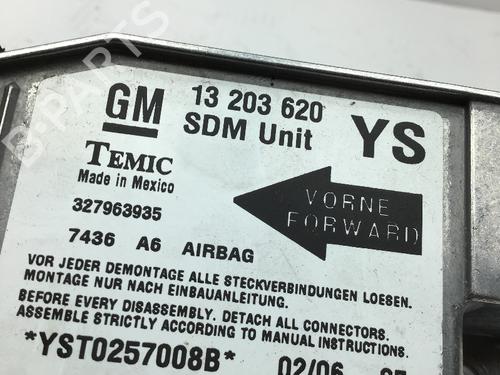 GM 13 203 620 YS
SDM Unit
TEMIC
Made in Mexico
327963935
VORNE
FORWARD
7436 A6 AIRBAG
VOR JEDER DEMONTAGE ALLE STECKVERBINDUNGEN LOESEN.
MONTAGE NUR NACH EINBAUANLEITUNG.
BEFORE EVERY DISASSEMBLY. DETACH ALL CONNECTORS.
ASSEMBLE STRICTLY ACCORDING TO MANUAL INSTRUCTIONS.
*YST0257008B* 02/06
B-PARTS